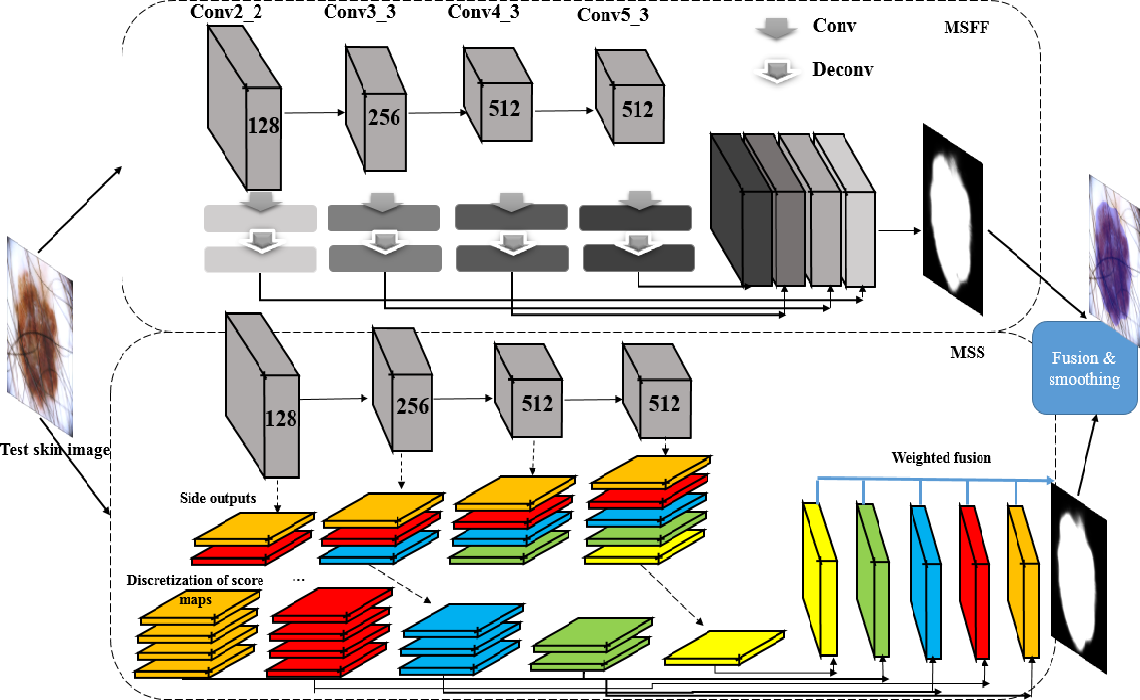 Conv2_2
Conv3_3
Conv4_3
Conv5_3
Conv
MSFF
Deconv
128
256
512
512
MSS
Fusion &
smoothing
128
256
512
512
Test skin image
Weighted fusion
Side outputs
Discretization of score
maps
...